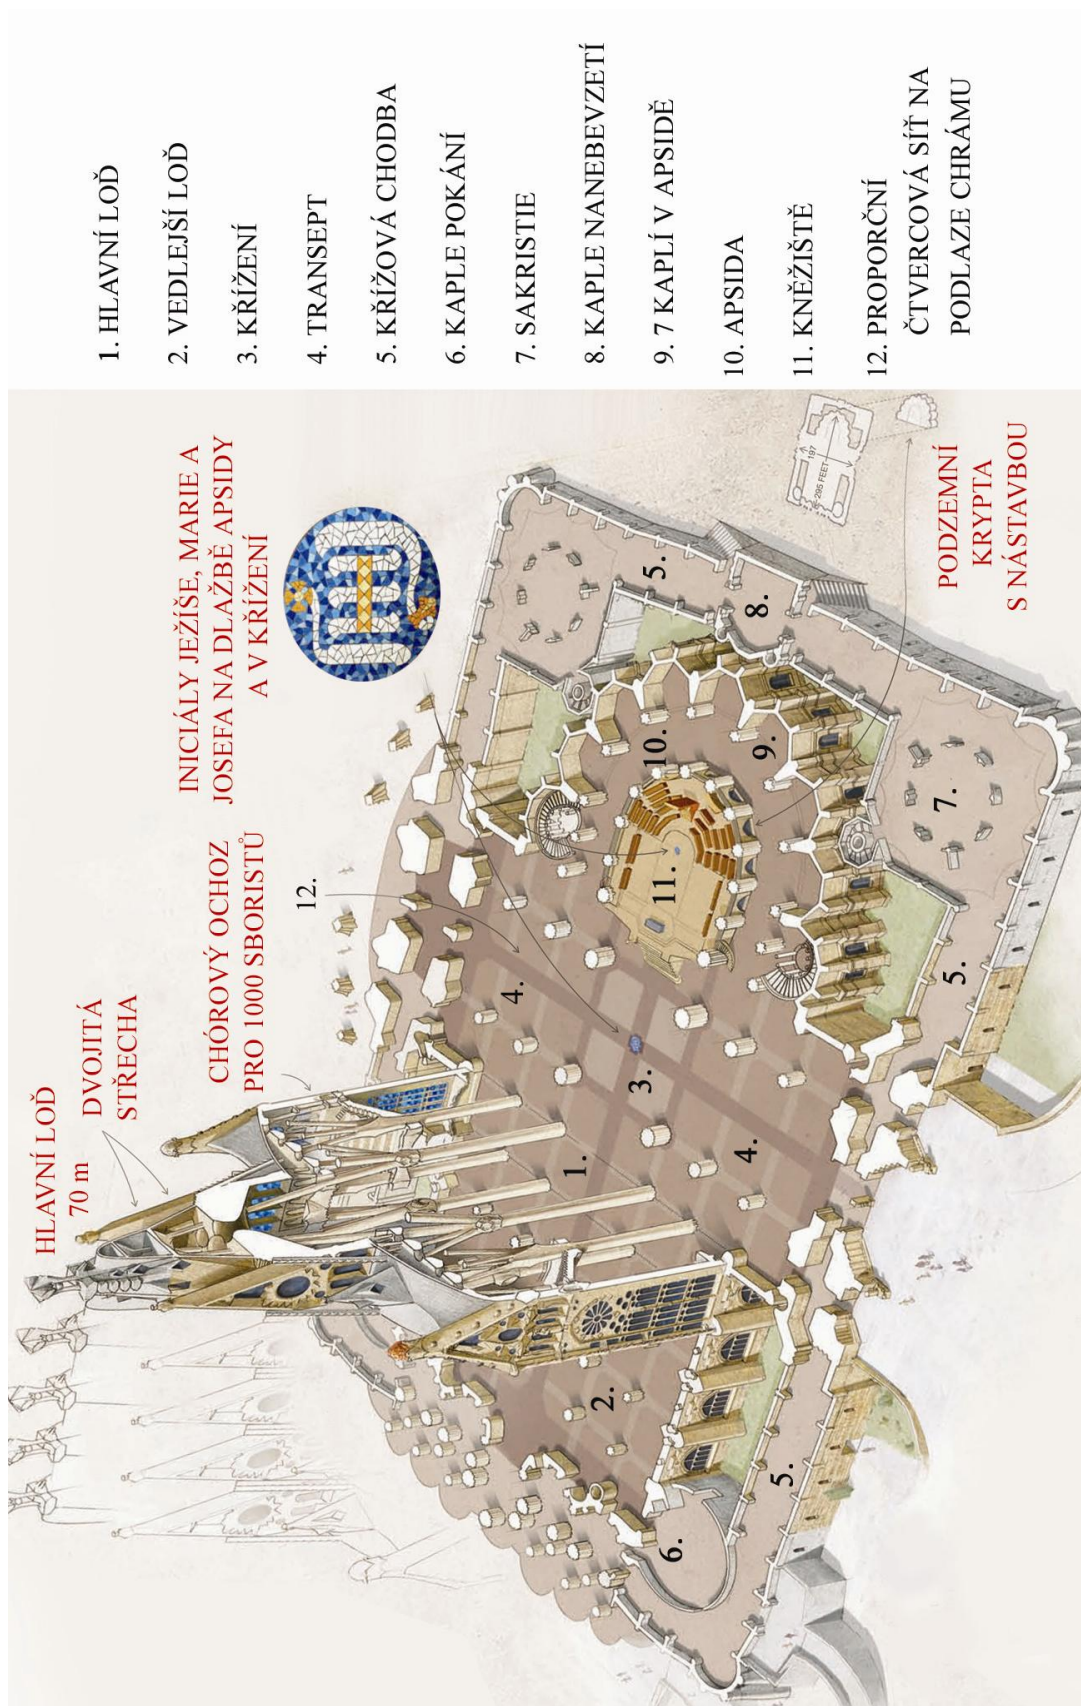 HLAVNÍ LOĎ
70 m
DVOJITÁ
STŘECHA
CHÓROVÝ OCHOZ
PRO 1000 SBORISTŮ
INICIÁLY JEŽÍŠE, MARIE A
JOSEFA NA DLAŽBĚ APSIDY
A V KŘÍŽENÍ
12.
4.
3.
1.
4.
2.
6.
5.
5.
7.
9.
10.
11.
8.
5.
197
295 FEET
PODZEMNÍ
KRYPTA
S NÁSTAVBOU
1. HLAVNÍ LOĎ
2. VEDLEJŠÍ LOĎ
3. KŘÍŽENÍ
4. TRANSEPT
5. KŘÍŽOVÁ CHODBA
6. KAPLE POKÁNÍ
7. SAKRISTIE
8. KAPLE NANEBEVZETÍ
9. 7 KAPLÍ V APSIDĚ
10. APSIDA
11. KNĚŽIŠTĚ
12. PROPORČNÍ
ČTVERCOVÁ SÍŤ NA
PODLAZE CHRÁMU